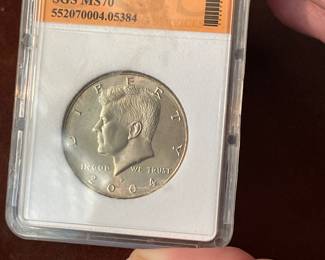 SGS MS70
552070004.05384
LIBERTY
IN GOD WE TRUST
2004